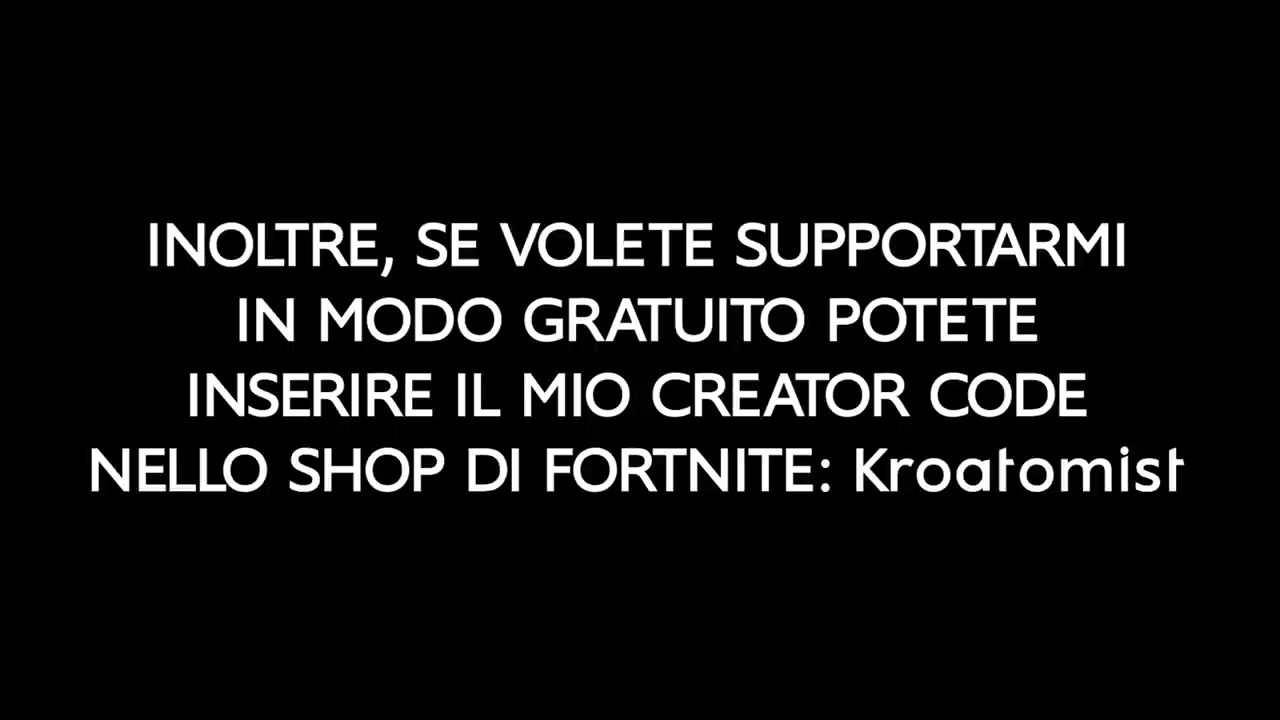 INOLTRE, SE VOLETE SUPPORTARMI
IN MODO GRATUITO POTETE
INSERIRE IL MIO CREATOR CODE
NELLO SHOP DI FORTNITE: Kroatomist